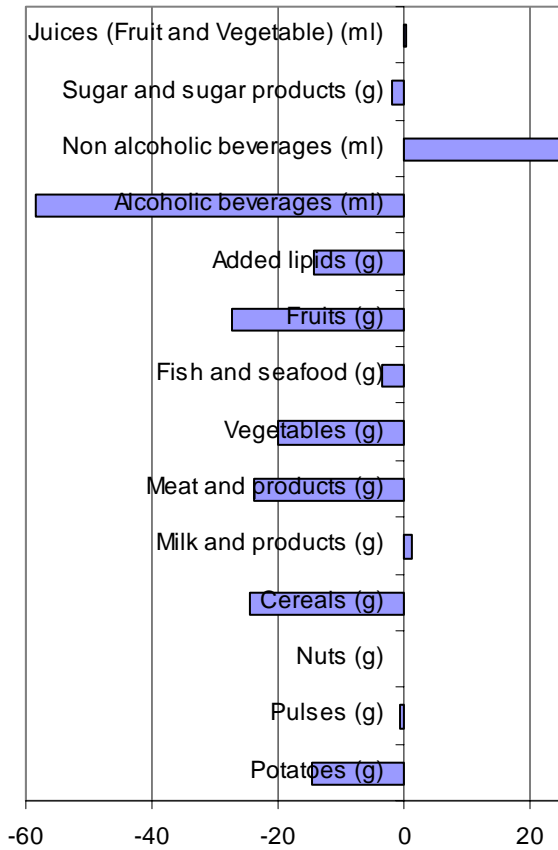 Juices (Fruit and Vegetable) (ml)
Sugar and sugar products (g)
Non alcoholic beverages (ml)
Alcoholic beverages (ml)
Added lipids (g)
Fruits (g)
Fish and seafood (g)
Vegetables (g)
Meat and products (g)
Milk and products (g)
Cereals (g)
Nuts (g)
Pulses (g)
Potatoes (g)
-60 -40 -20 0 20